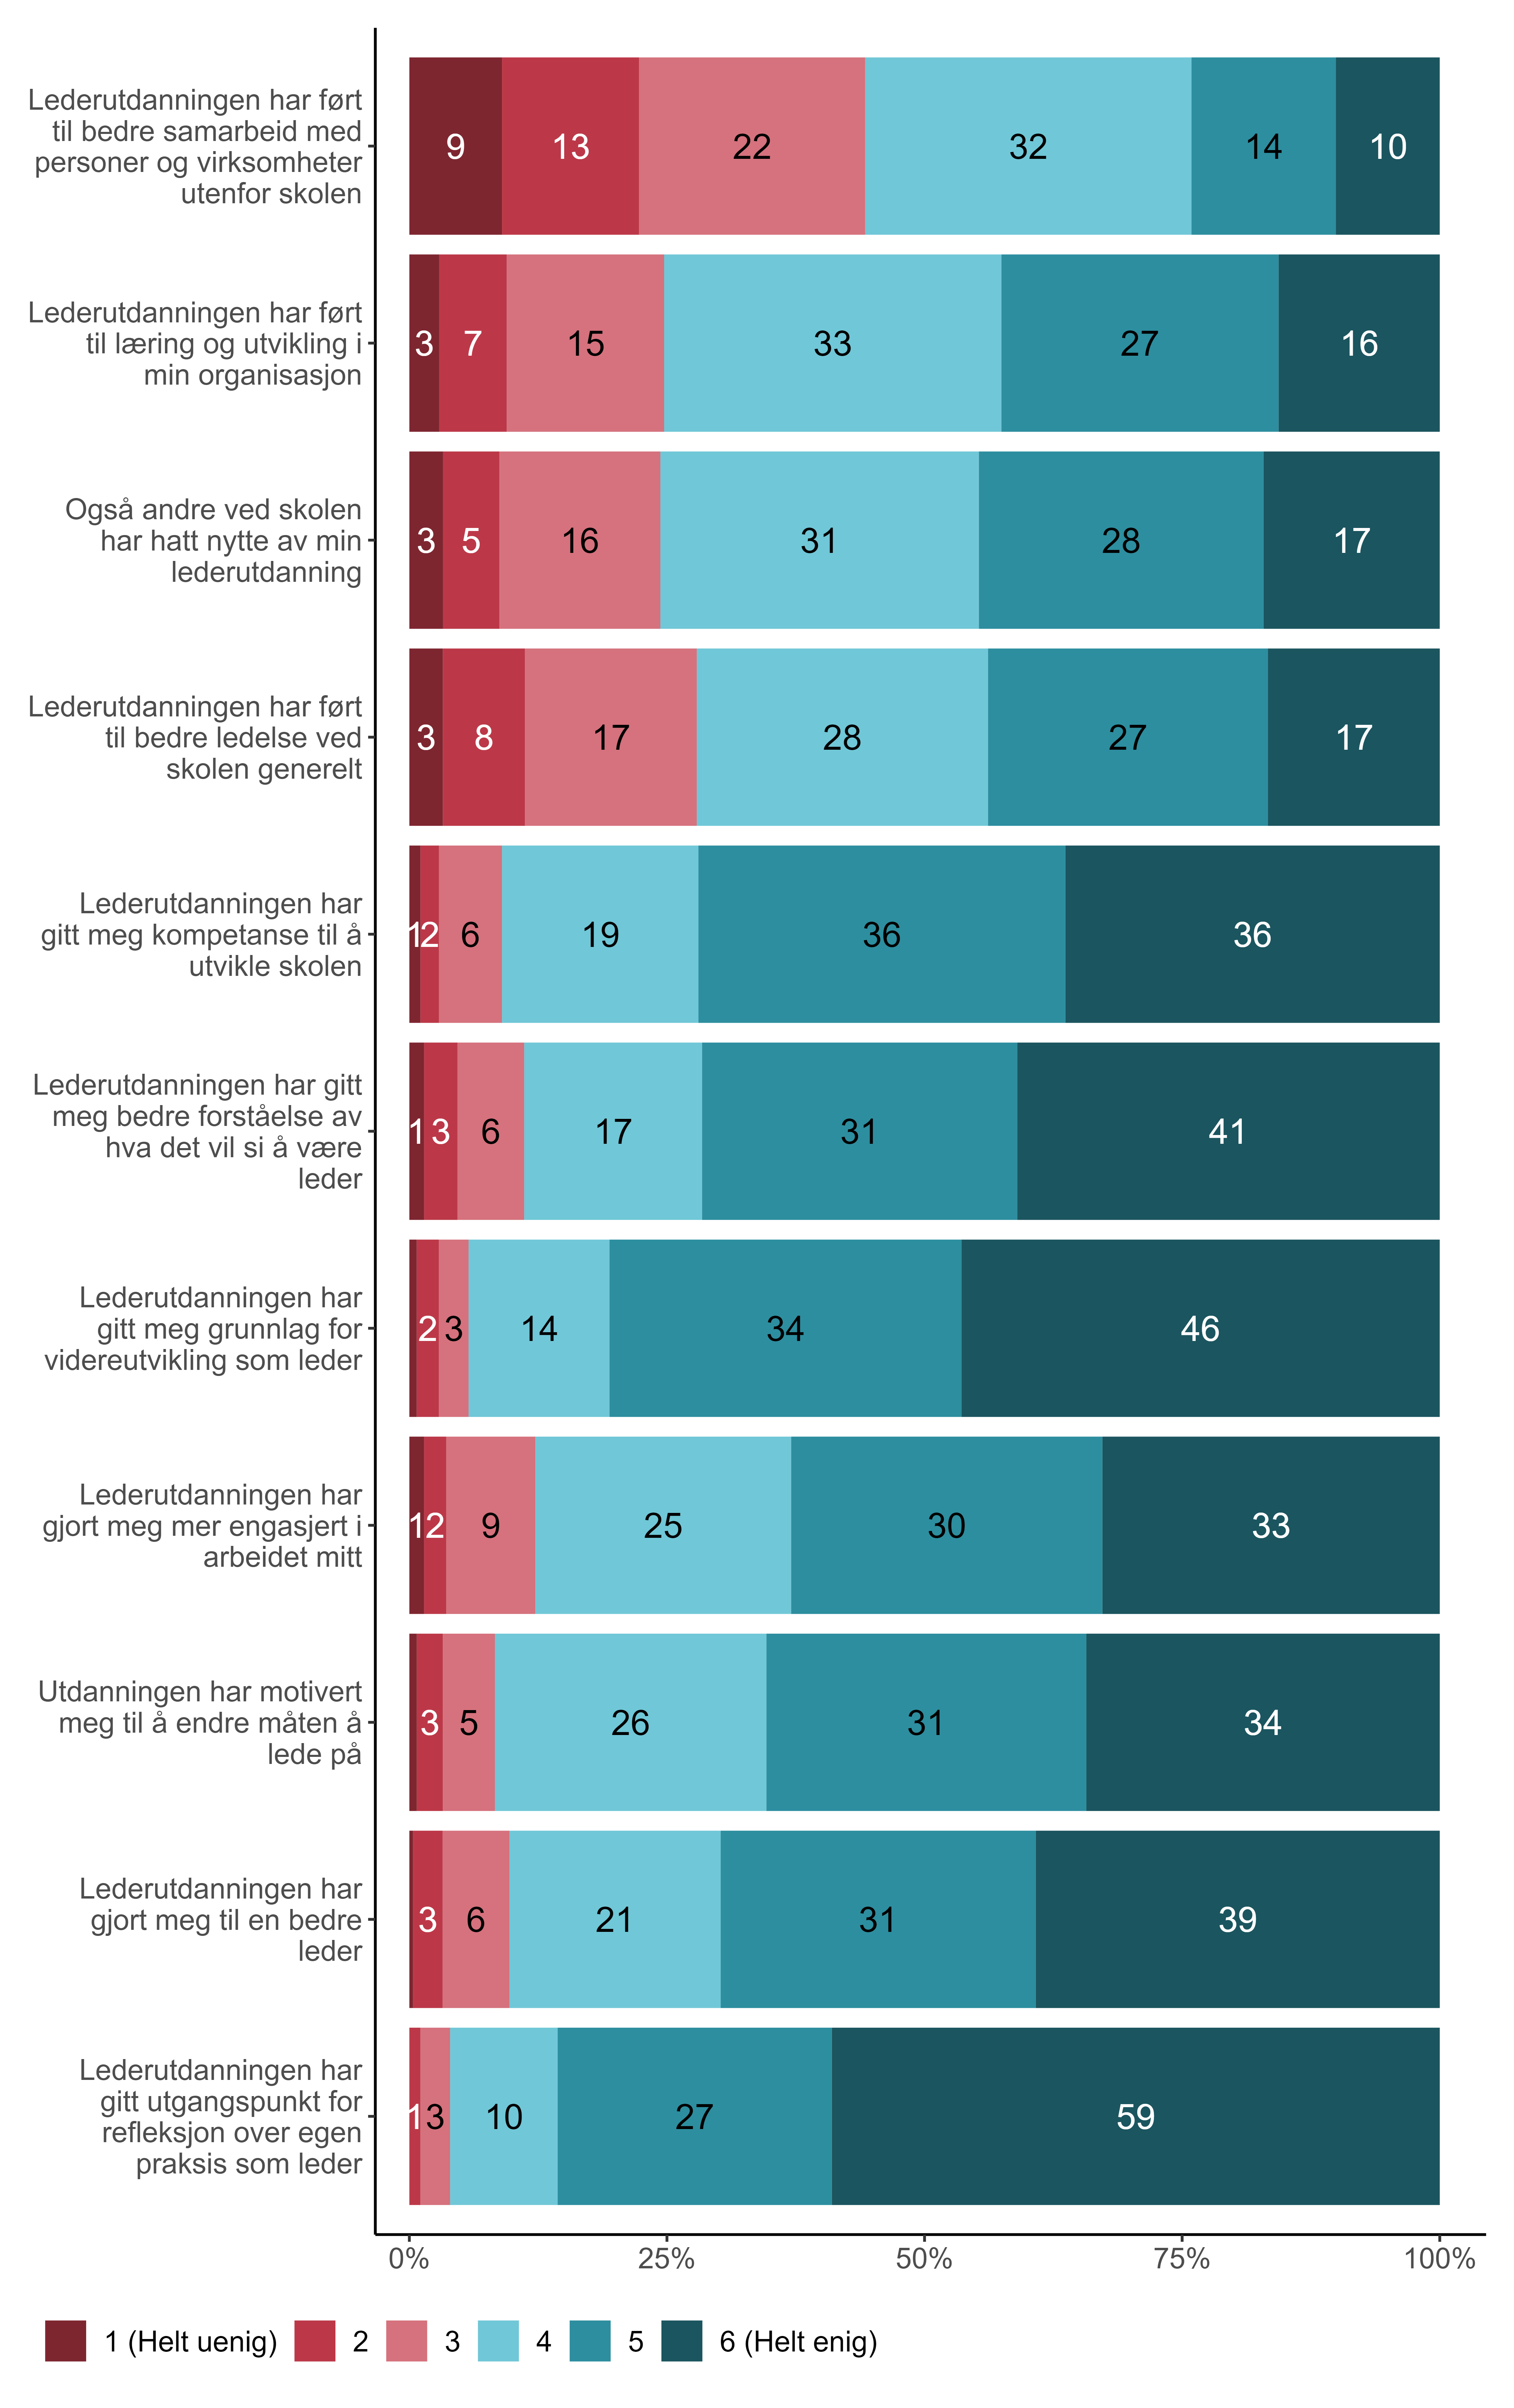 Lederutdanningen har ført
til bedre samarbeid med
personer og virksomheter
utenfor skolen
9 13 22 32 14 10
Lederutdanningen har ført
til læring og utvikling i
min organisasjon
3 7 15 33 27 16
Også andre ved skolen
har hatt nytte av min
lederutdanning
3 5 16 31 28 17
Lederutdanningen har ført
til bedre ledelse ved
skolen generelt
3 8 17 28 27 17
Lederutdanningen har
gitt meg kompetanse til å
utvikle skolen
1 2 6 19 36 36
Lederutdanningen har gitt
meg bedre forståelse av
hva det vil si å være
leder
1 3 6 17 31 41
Lederutdanningen har
gitt meg grunnlag for
videreutvikling som leder
2 3 14 34 46
Lederutdanningen har
gjort meg mer engasjert i
arbeidet mitt
1 2 9 25 30 33
Utdanningen har motivert
meg til å endre måten å
lede på
3 5 26 31 34
Lederutdanningen har
gjort meg til en bedre
leder
3 6 21 31 39
Lederutdanningen har
gitt utgangspunkt for
refleksjon over egen
praksis som leder
1 3 10 27 59
0% 25% 50% 75% 100%
1 (Helt uenig) 2 3 4 5 6 (Helt enig)